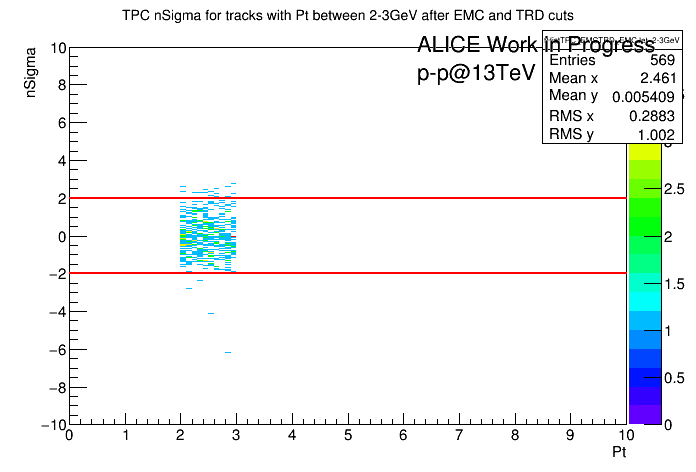 TPC nSigma for tracks with Pt between 2-3GeV after EMC and TRD cuts
ALICE Work in Progress
p-p@13TeV
Entries 569
Mean x 2.461
Mean y 0.005409
RMS x 0.2883
RMS y 1.002
nSigma
10
8
6
4
2
0
−2
−4
−6
−8
−10
0 1 2 3 4 5 6 7 8 9 10
Pt
2.5
2
1.5
1
0.5
0